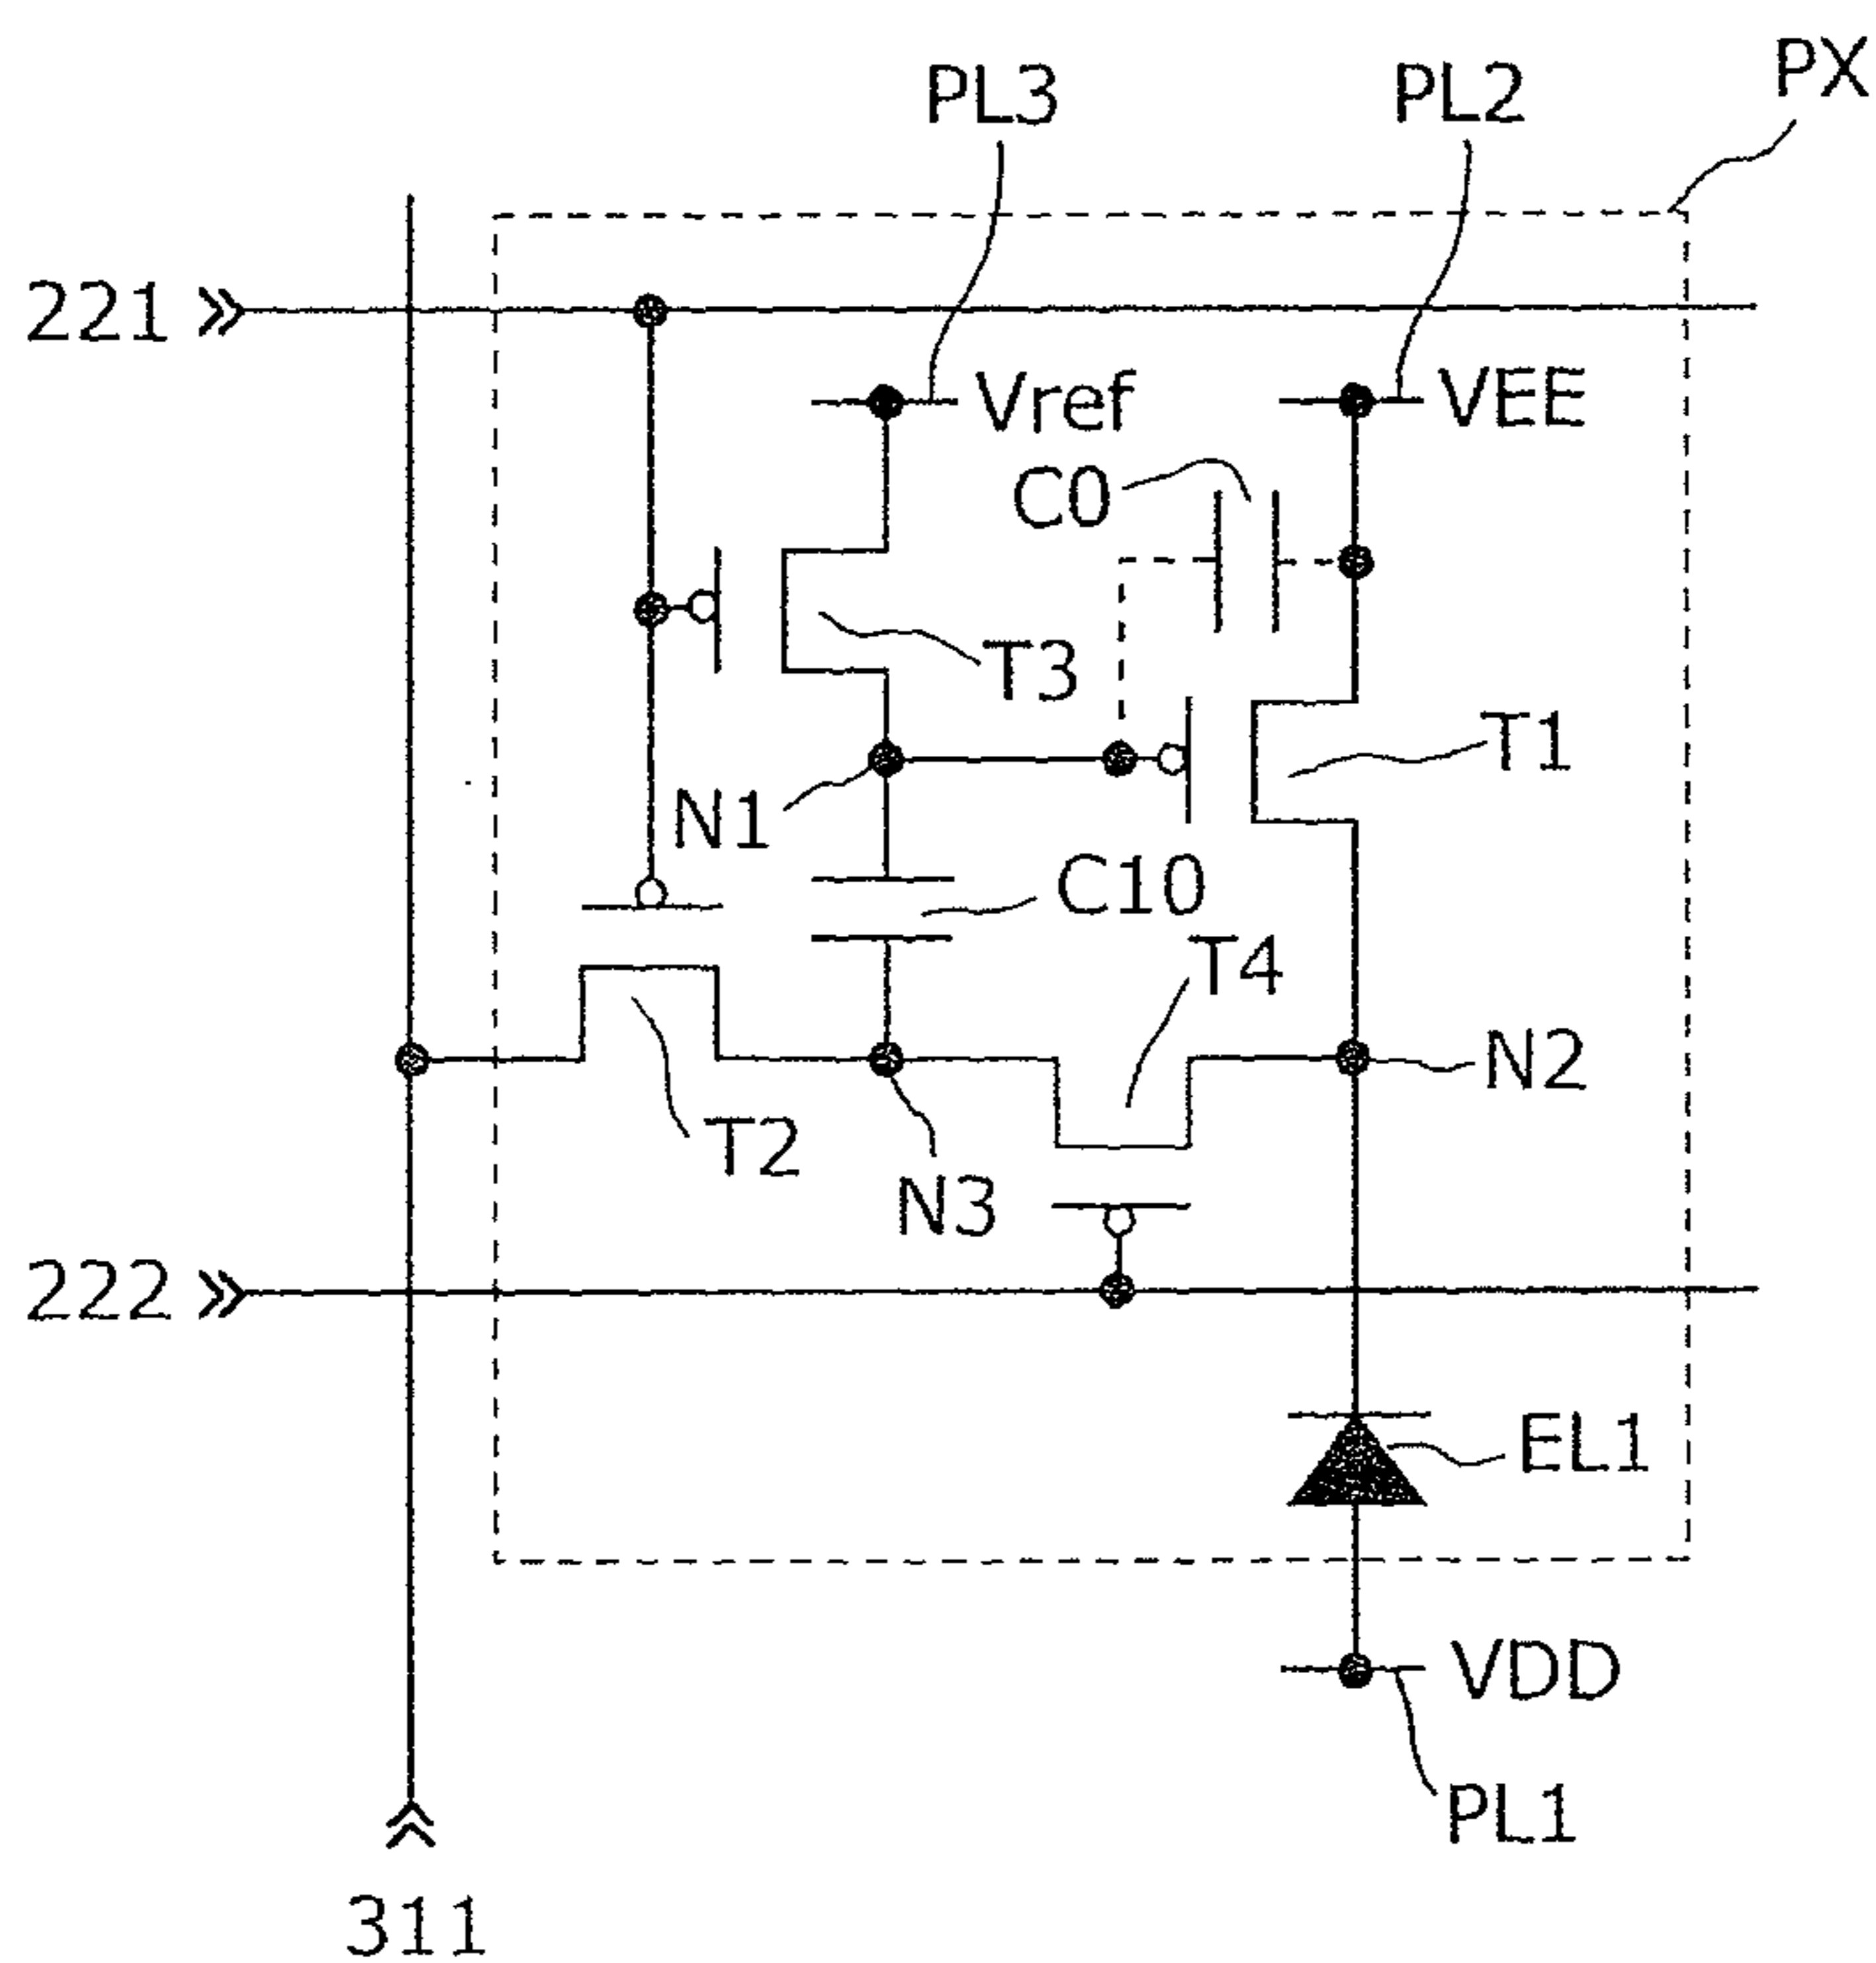 PX
PL3
PL2
221
Vref
VEE
C0
T3
T1
N1
C10
T4
N2
T2
N3
222
EL1
VDD
PL1
311